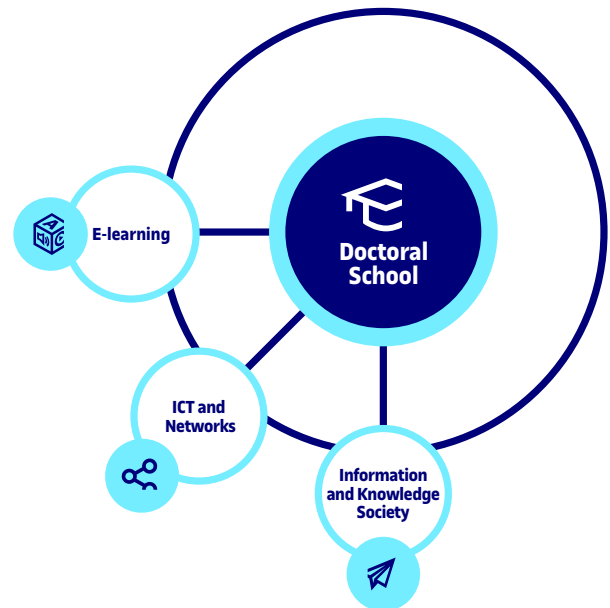 Doctoral
School
E-learning
ICT and
Networks
Information
and Knowledge
Society